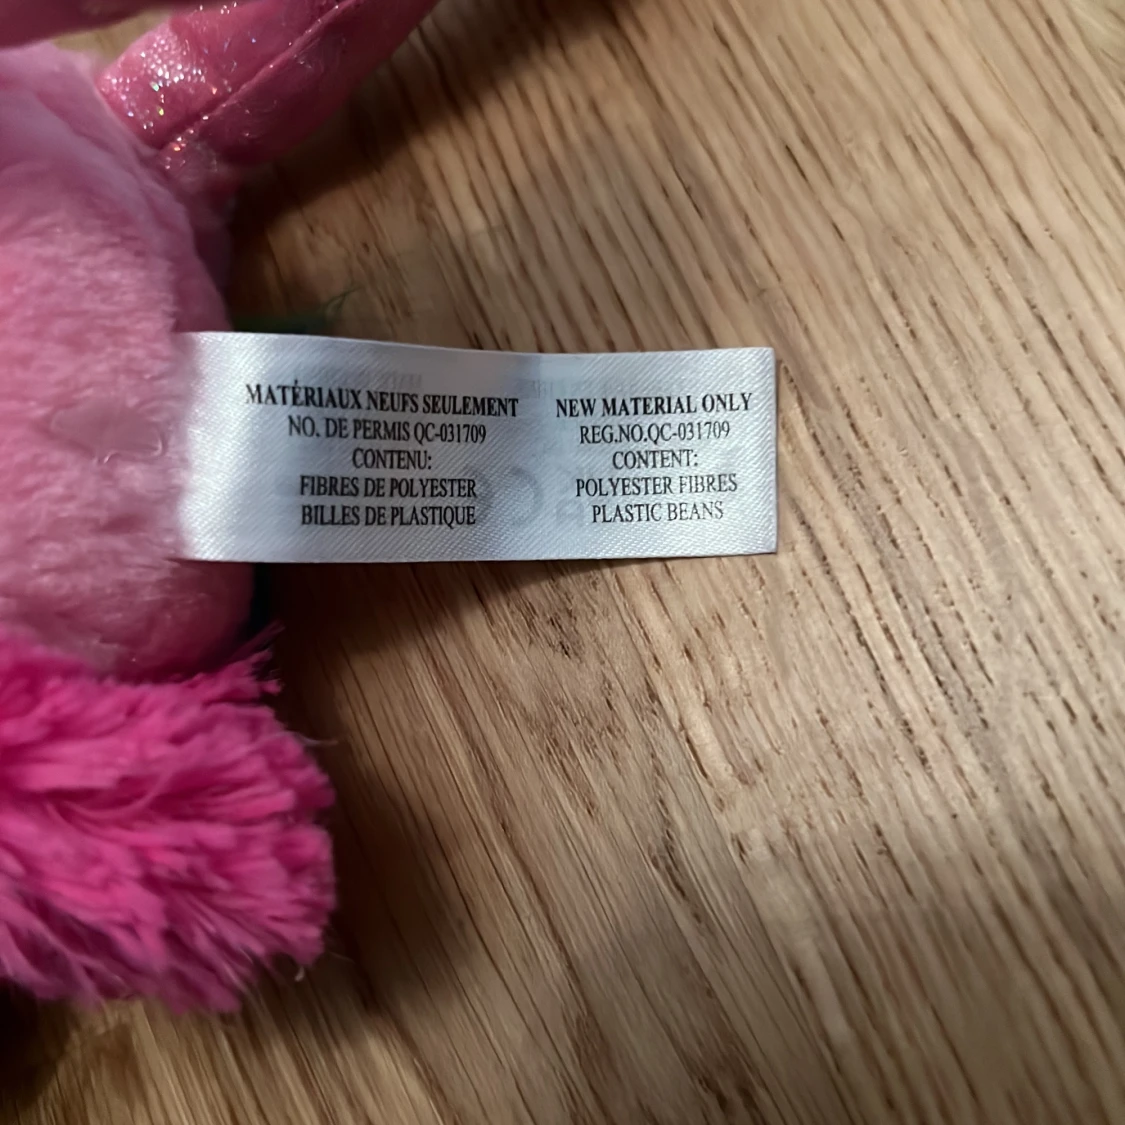 MATÉRIAUX NEUFS SEULEMENT
NO. DE PERMIS QC-031709
CONTENU:
FIBRES DE POLYESTER
BILLES DE PLASTIQUE
NEW MATERIAL ONLY
REG.NO.QC-031709
CONTENT:
POLYESTER FIBRES
PLASTIC BEANS